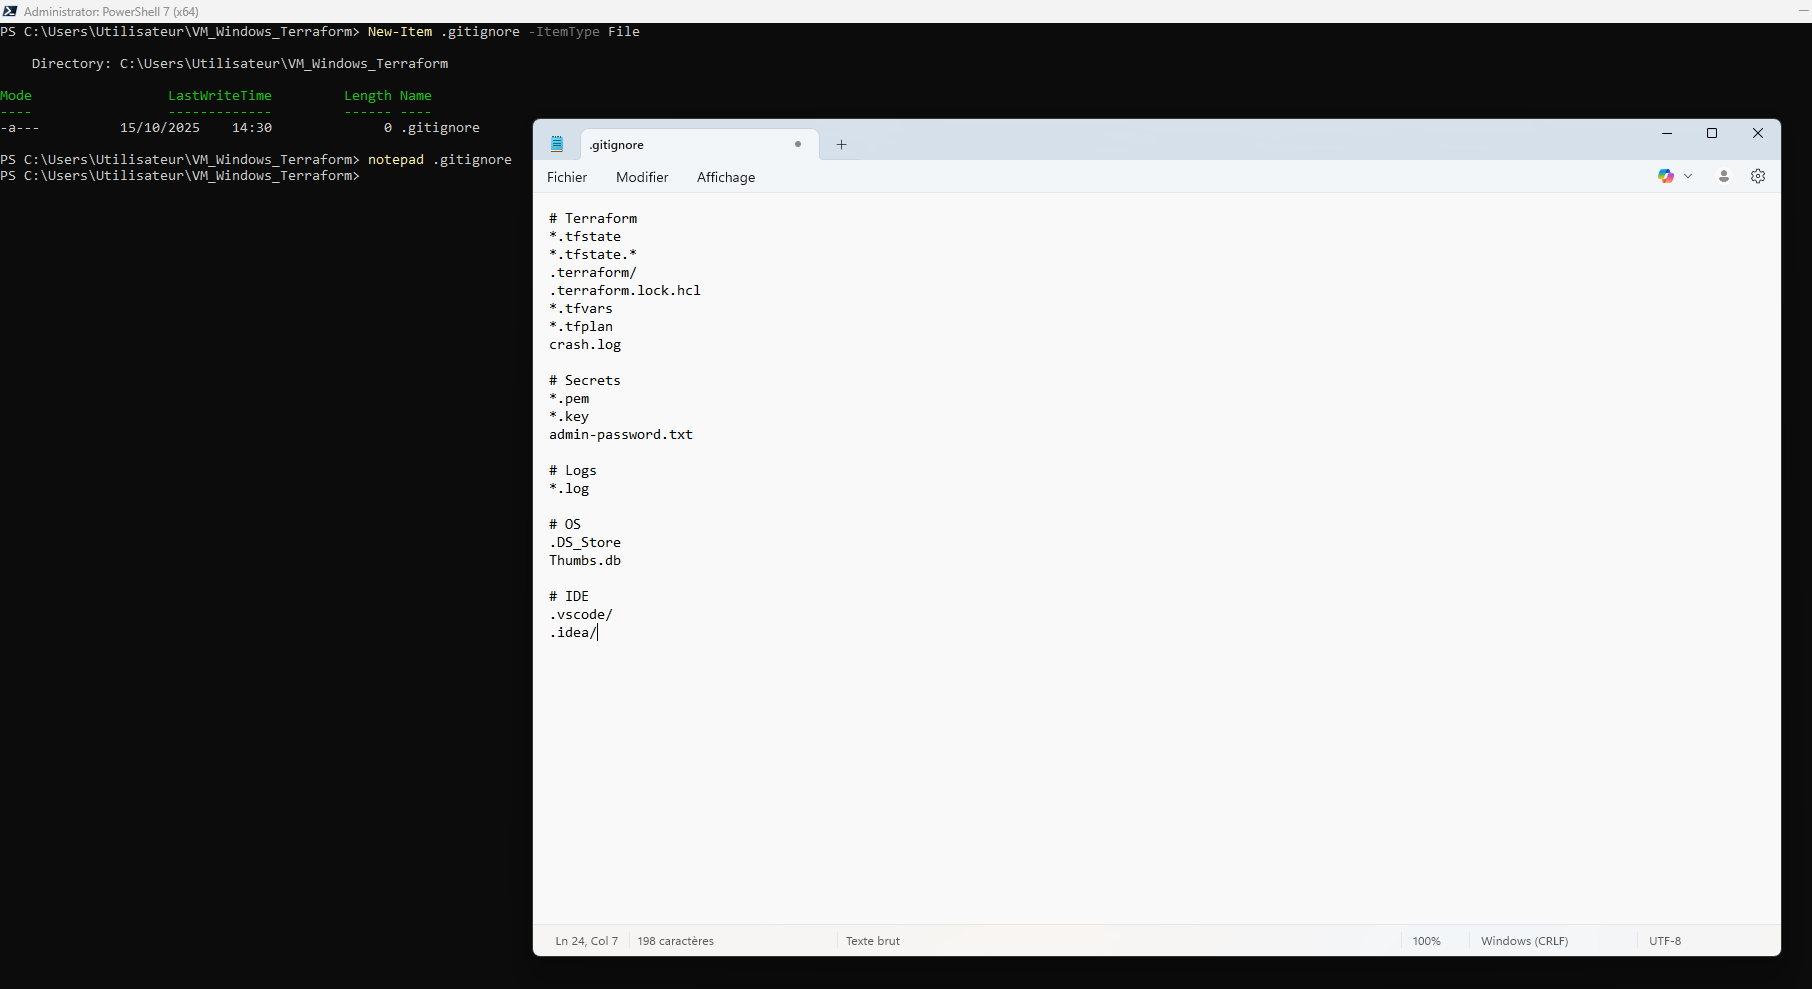 Administrator: PowerShell 7 (x64)
PS C:\Users\Utilisateur\VM_Windows_Terraform> New-Item .gitignore -ItemType File
Directory: C:\Users\Utilisateur\VM_Windows_Terraform
Mode LastWriteTime Length Name
---- ------------- ------ ----
-a--- 15/10/2025 14:30 0 .gitignore
PS C:\Users\Utilisateur\VM_Windows_Terraform> notepad .gitignore
PS C:\Users\Utilisateur\VM_Windows_Terraform>
.gitignore
Fichier Modifier Affichage
# Terraform
*.tfstate
*.tfstate.*
.terraform/
.terraform.lock.hcl
*.tfvars
*.tfplan
crash.log
# Secrets
*.pem
*.key
admin-password.txt
# Logs
*.log
# OS
.DS_Store
Thumbs.db
# IDE
.vscode/
.idea/
Ln 24, Col 7 198 caractères Texte brut 100% Windows (CRLF) UTF-8